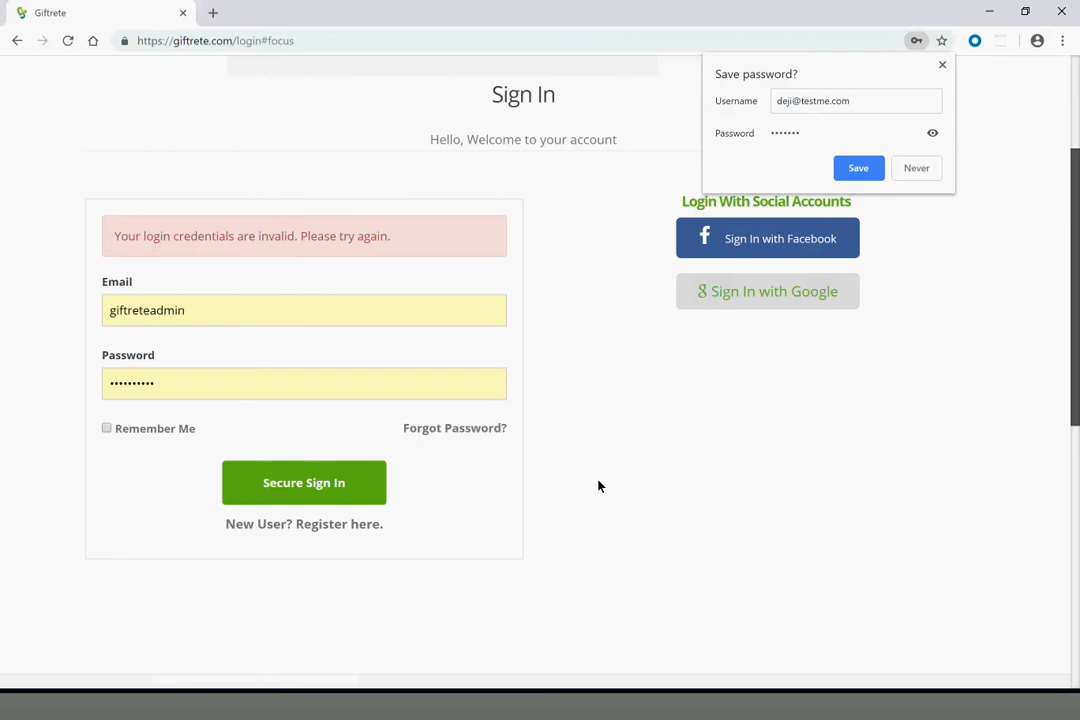 Giftrete
https://giftrete.com/login#focus
Save password?
Username deji@testme.com
Password •••••••
Save Never
Sign In
Hello, Welcome to your account
Your login credentials are invalid. Please try again.
Email
giftreteadmin
Password
••••••••••
Remember Me Forgot Password?
Secure Sign In
New User? Register here.
Login With Social Accounts
f Sign In with Facebook
g Sign In with Google